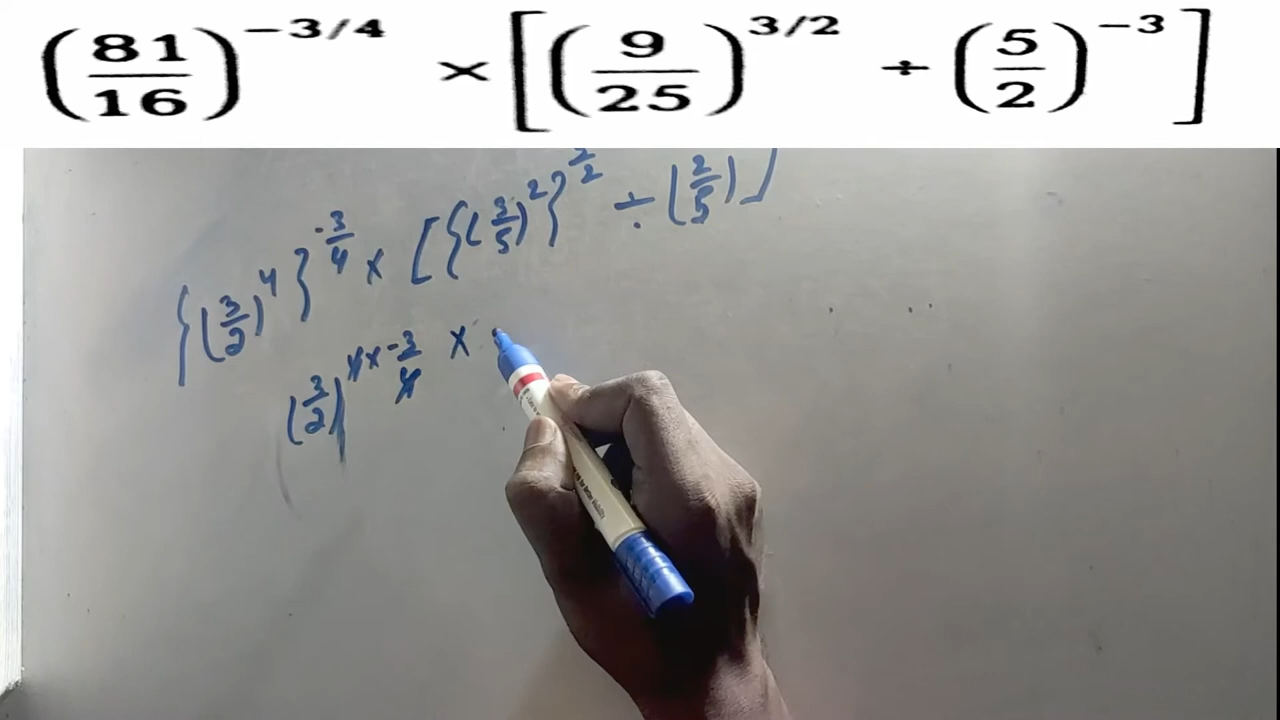 (81/16)^(-3/4) × [(9/25)^(3/2) ÷ (5/2)^(-3)]
{(3/2)^4}^(-3/4) × [{(3/5)^2}^(3/2) ÷ (2/5)]
(3/2)^(4×-3/4) ×